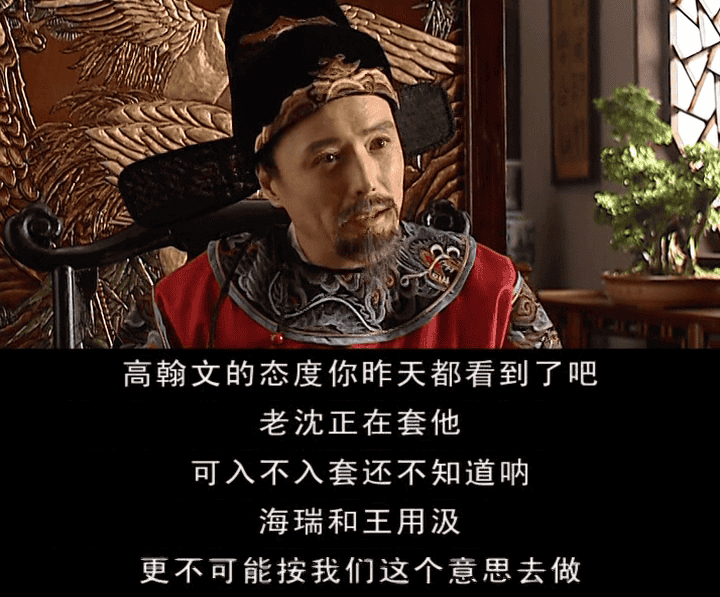 高翰文的态度你昨天都看到了吧
老沈正在套他
可入不入套还不知道呐
海瑞和王用汲
更不可能按我们这个意思去做